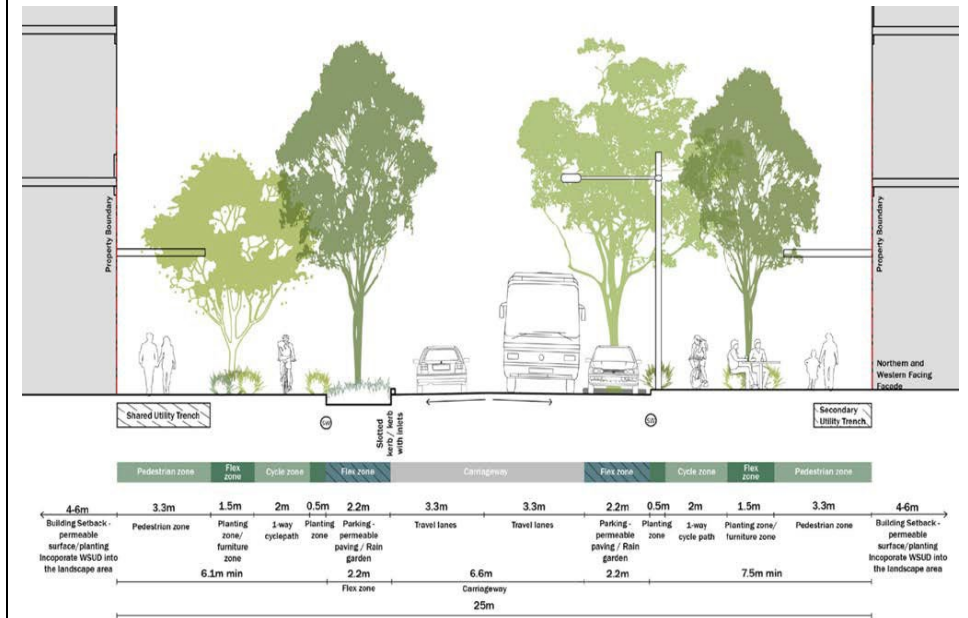 Property Boundary
Property Boundary
Northern and
Western Facing
Facade
Shared Utility Trench
SW
Slotted
kerb / kerb
with inlets
SW
Secondary
Utility Trench
Pedestrian zone
Flex
zone
Cycle zone
Flex zone
Carriageway
Flex zone
Cycle zone
Flex
zone
Pedestrian zone
4-6m
3.3m
1.5m
2m
0.5m
2.2m
3.3m
3.3m
2.2m
0.5m
2m
1.5m
3.3m
4-6m
Building Setback -
permeable
surface/planting
Incoporate WSUD into
the landscape area
Pedestrian zone
Planting
zone/
furniture
zone
1-way
cyclepath
Planting
zone
Parking -
permeable
paving / Rain
garden
Travel lanes
Travel lanes
Parking -
permeable
paving / Rain
garden
Planting
zone
1-way
cycle path
Planting zone/
furniture zone
Pedestrian zone
Building Setback -
permeable
surface/planting
Incoporate WSUD into
the landscape area
6.1m min
2.2m
6.6m
2.2m
7.5m min
Flex zone
Carriageway
25m